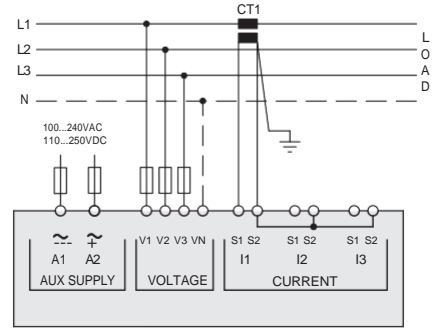 CT1
L1
L2
L3
N
L
O
A
D
100...240VAC
110...250VDC
V1 V2 V3 VN
S1 S2 S1 S2 S1 S2
A1 A2
I1 I2 I3
AUX SUPPLY
VOLTAGE
CURRENT